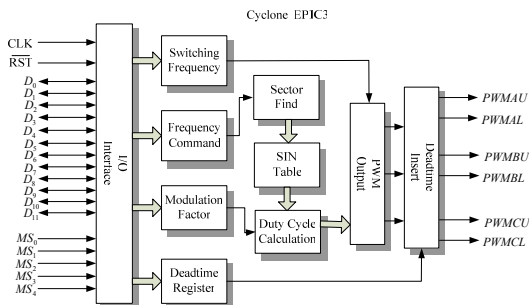 Cyclone EPIC3
CLK
RST
D0
D1
D2
D3
D4
D5
D6
D7
D8
D9
D10
D11
MS0
MS1
MS2
MS3
MS4
I/O
Interface
Switching
Frequency
Frequency
Command
Modulation
Factor
Deadtime
Register
Sector
Find
SIN
Table
Duty Cycle
Calculation
PWM
Output
Deadtime
Insert
PWMAU
PWMAL
PWMBU
PWMBL
PWMCU
PWMCL